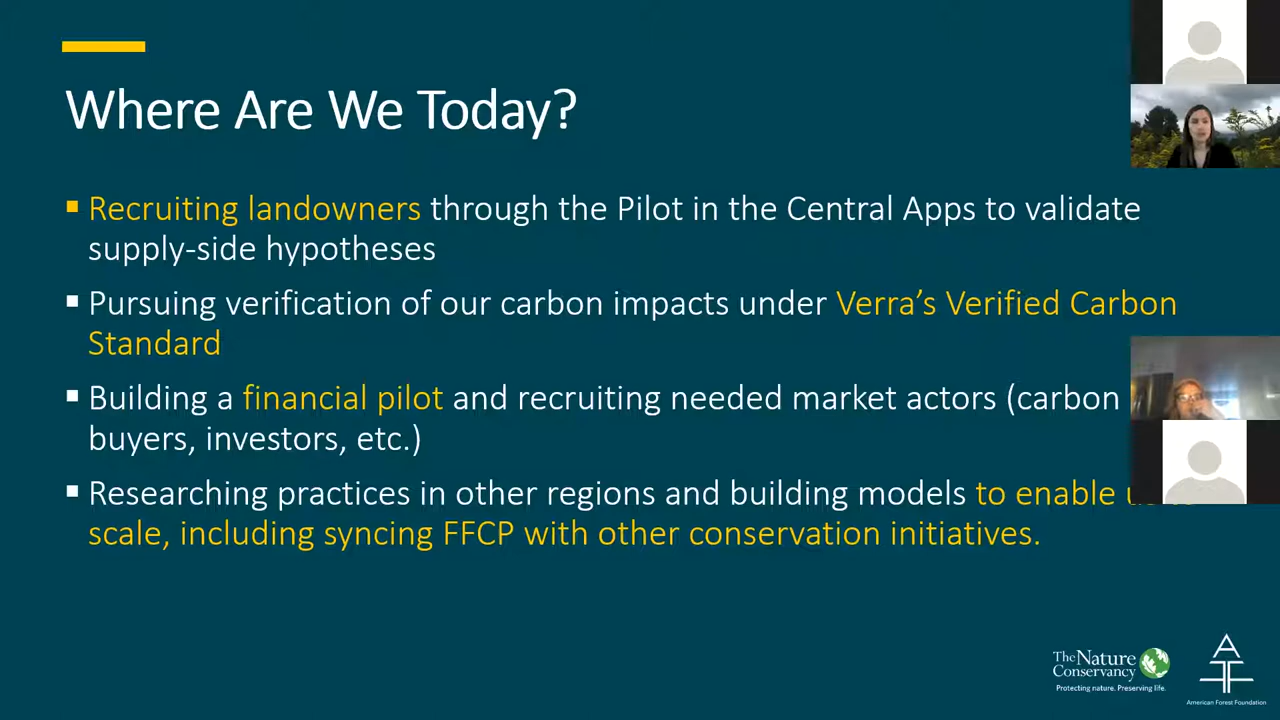 Where Are We Today?
▪ Recruiting landowners through the Pilot in the Central Apps to validate
supply-side hypotheses
▪ Pursuing verification of our carbon impacts under Verra’s Verified Carbon
Standard
▪ Building a financial pilot and recruiting needed market actors (carbon
buyers, investors, etc.)
▪ Researching practices in other regions and building models to enable
scale, including syncing FFCP with other conservation initiatives.
The Nature
Conservancy
Protecting nature. Preserving life.
American Forest Foundation